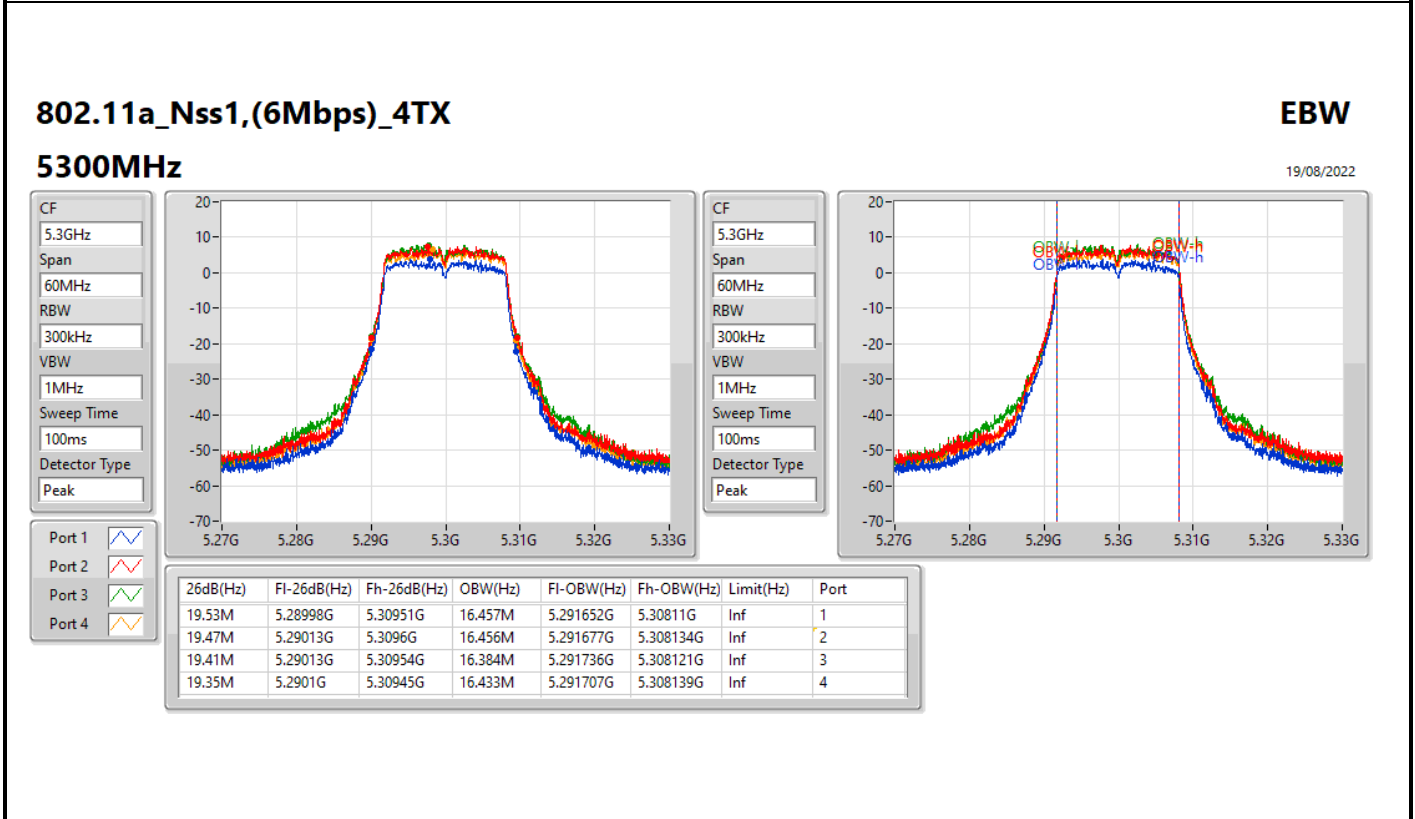 802.11a_Nss1,(6Mbps)_4TX
EBW
5300MHz
19/08/2022
CF
5.3GHz
Span
60MHz
RBW
300kHz
VBW
1MHz
Sweep Time
100ms
Detector Type
Peak
20
10
0
-10
-20
-30
-40
-50
-60
-70
5.27G 5.28G 5.29G 5.3G 5.31G 5.32G 5.33G
CF
5.3GHz
Span
60MHz
RBW
300kHz
VBW
1MHz
Sweep Time
100ms
Detector Type
Peak
20
10
0
-10
-20
-30
-40
-50
-60
-70
OBW-h
OBW-h
5.27G 5.28G 5.29G 5.3G 5.31G 5.32G 5.33G
Port 1
Port 2
Port 3
Port 4
26dB(Hz) Fl-26dB(Hz) Fh-26dB(Hz) OBW(Hz) Fl-OBW(Hz) Fh-OBW(Hz) Limit(Hz) Port
19.53M 5.28998G 5.30951G 16.457M 5.291652G 5.30811G Inf 1
19.47M 5.29013G 5.3096G 16.456M 5.291677G 5.308134G Inf 2
19.41M 5.29013G 5.30954G 16.384M 5.291736G 5.308121G Inf 3
19.35M 5.2901G 5.30945G 16.433M 5.291707G 5.308139G Inf 4